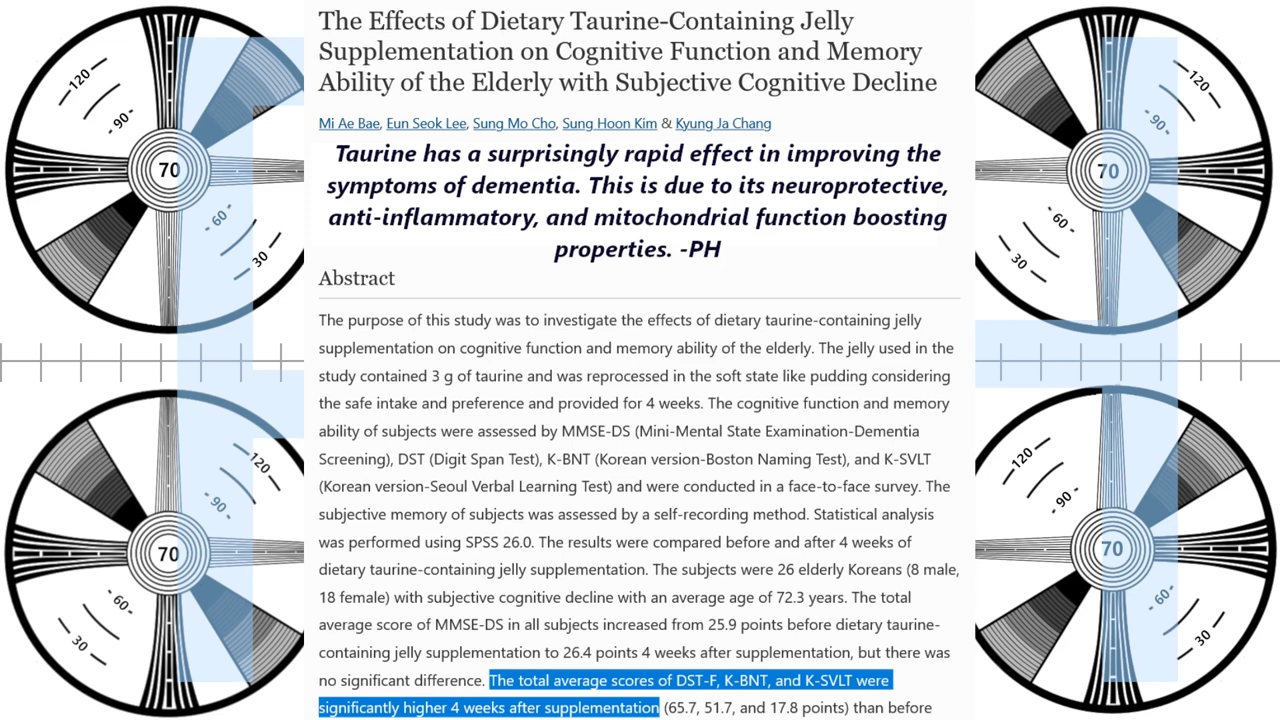 The Effects of Dietary Taurine-Containing Jelly
Supplementation on Cognitive Function and Memory
Ability of the Elderly with Subjective Cognitive Decline
Mi Ae Bae, Eun Seok Lee, Sung Mo Cho, Sung Hoon Kim & Kyung Ja Chang
Taurine has a surprisingly rapid effect in improving the
symptoms of dementia. This is due to its neuroprotective,
anti-inflammatory, and mitochondrial function boosting
properties. -PH
Abstract
The purpose of this study was to investigate the effects of dietary taurine-containing jelly
supplementation on cognitive function and memory ability of the elderly. The jelly used in the
study contained 3 g of taurine and was reprocessed in the soft state like pudding considering
the safe intake and preference and provided for 4 weeks. The cognitive function and memory
ability of subjects were assessed by MMSE-DS (Mini-Mental State Examination-Dementia
Screening), DST (Digit Span Test), K-BNT (Korean version-Boston Naming Test), and K-SVLT
(Korean version-Seoul Verbal Learning Test) and were conducted in a face-to-face survey. The
subjective memory of subjects was assessed by a self-recording method. Statistical analysis
was performed using SPSS 26.0. The results were compared before and after 4 weeks of
dietary taurine-containing jelly supplementation. The subjects were 26 elderly Koreans (8 male,
18 female) with subjective cognitive decline with an average age of 72.3 years. The total
average score of MMSE-DS in all subjects increased from 25.9 points before dietary taurine-
containing jelly supplementation to 26.4 points 4 weeks after supplementation, but there was
no significant difference. The total average scores of DST-F, K-BNT, and K-SVLT were
significantly higher 4 weeks after supplementation (65.7, 51.7, and 17.8 points) than before
120
- 90 -
70
- 60 -
30
120
- 90 -
70
- 60 -
30
120
- 90 -
70
- 60 -
30
120
- 90 -
70
- 60 -
30